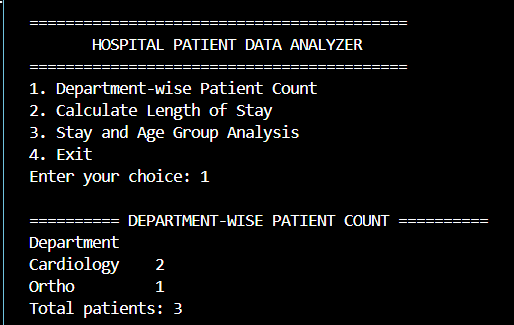 ==========================================
HOSPITAL PATIENT DATA ANALYZER
==========================================
1. Department-wise Patient Count
2. Calculate Length of Stay
3. Stay and Age Group Analysis
4. Exit
Enter your choice: 1
========== DEPARTMENT-WISE PATIENT COUNT ==========
Department
Cardiology    2
Ortho         1
Total patients: 3